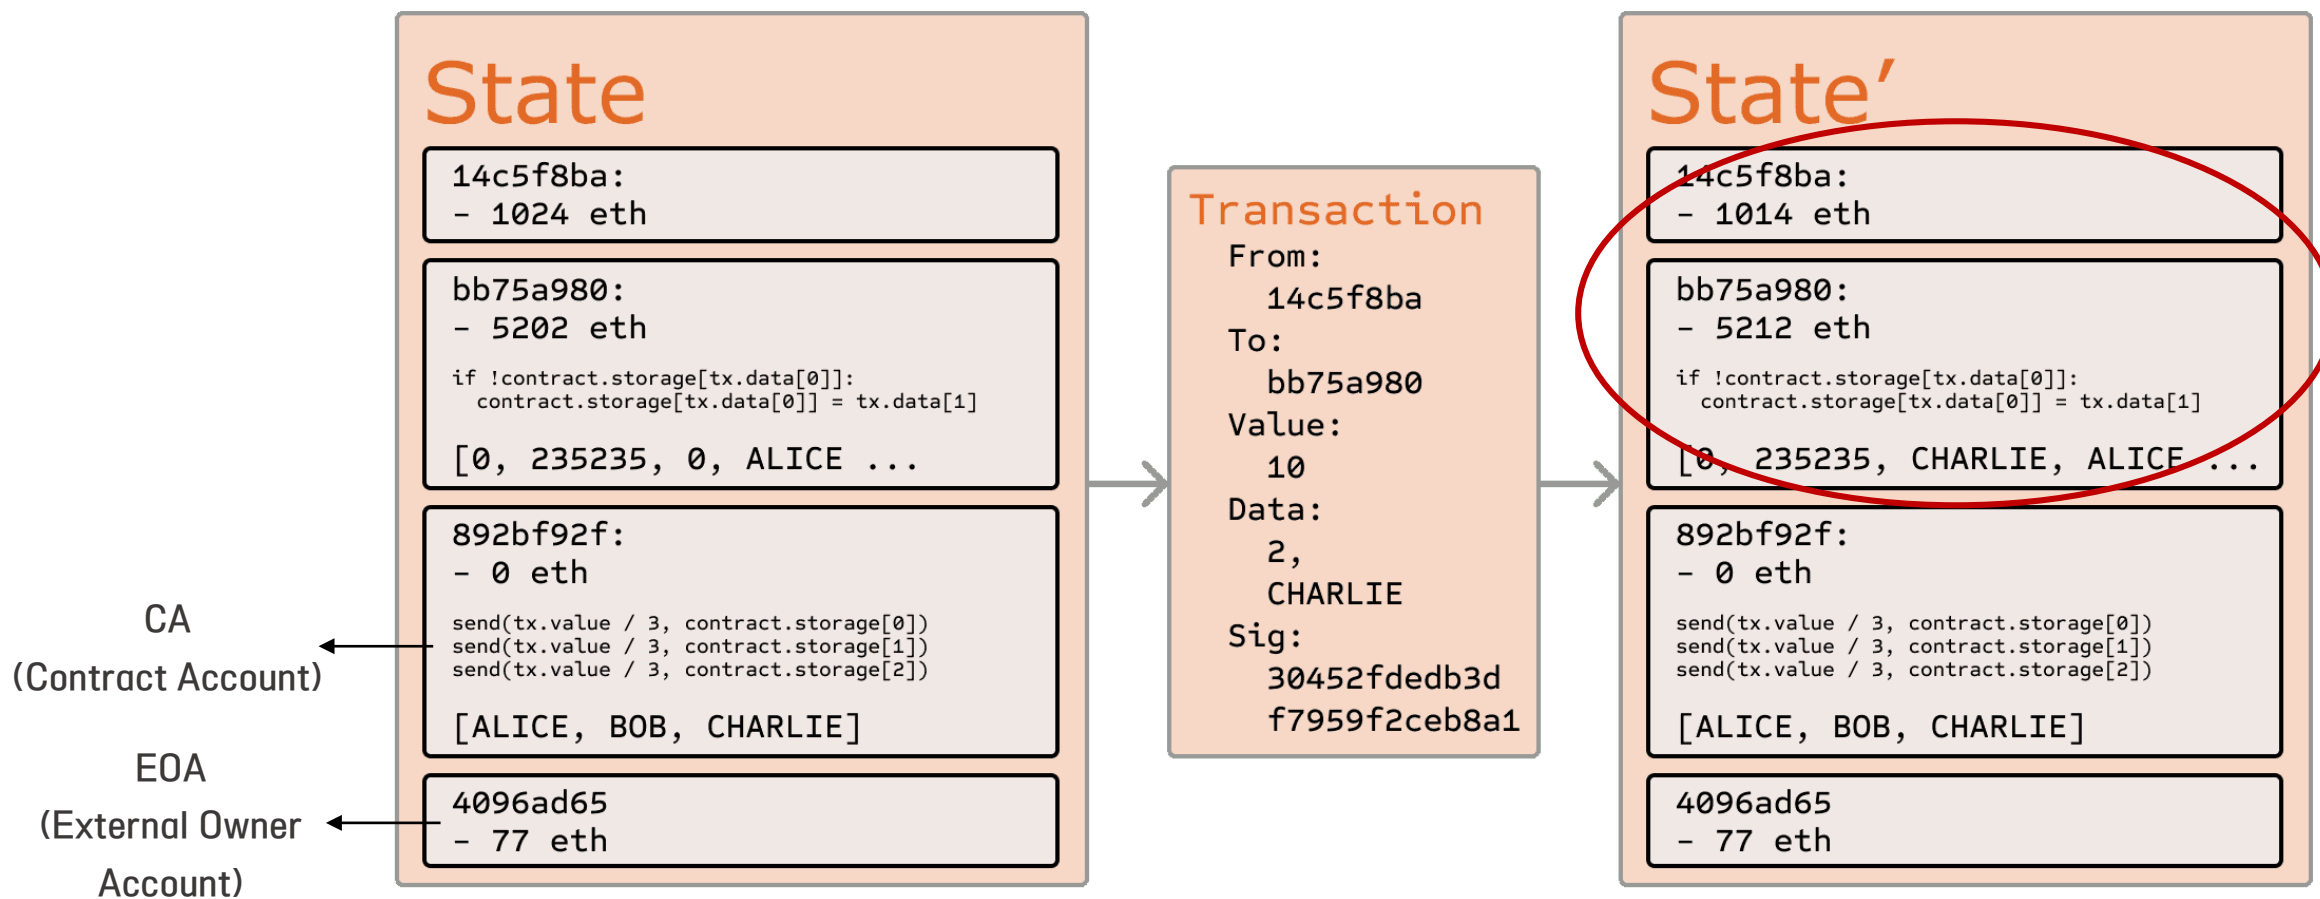 State
14c5f8ba:
- 1024 eth
bb75a980:
- 5202 eth
if !contract.storage[tx.data[0]]:
contract.storage[tx.data[0]] = tx.data[1]
[0, 235235, 0, ALICE ...
892bf92f:
- 0 eth
send(tx.value / 3, contract.storage[0])
send(tx.value / 3, contract.storage[1])
send(tx.value / 3, contract.storage[2])
[ALICE, BOB, CHARLIE]
4096ad65
- 77 eth
CA
(Contract Account)
EOA
(External Owner
Account)
Transaction
From:
14c5f8ba
To:
bb75a980
Value:
10
Data:
2,
CHARLIE
Sig:
30452fdedb3d
f7959f2ceb8a1
State'
14c5f8ba:
- 1014 eth
bb75a980:
- 5212 eth
if !contract.storage[tx.data[0]]:
contract.storage[tx.data[0]] = tx.data[1]
[0, 235235, CHARLIE, ALICE ...
892bf92f:
- 0 eth
send(tx.value / 3, contract.storage[0])
send(tx.value / 3, contract.storage[1])
send(tx.value / 3, contract.storage[2])
[ALICE, BOB, CHARLIE]
4096ad65
- 77 eth